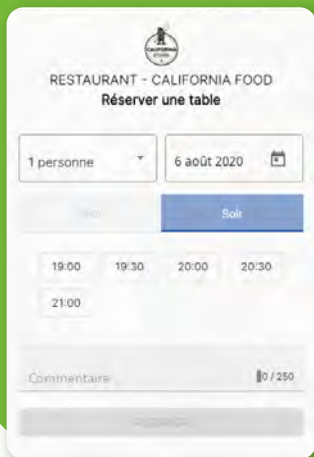 CALIFORNIA
RESTAURANT - CALIFORNIA FOOD
Réserver une table
1 personne
6 août 2020
Soir
19:00 19:30 20:00 20:30
21:00
Commentaire
0 / 250